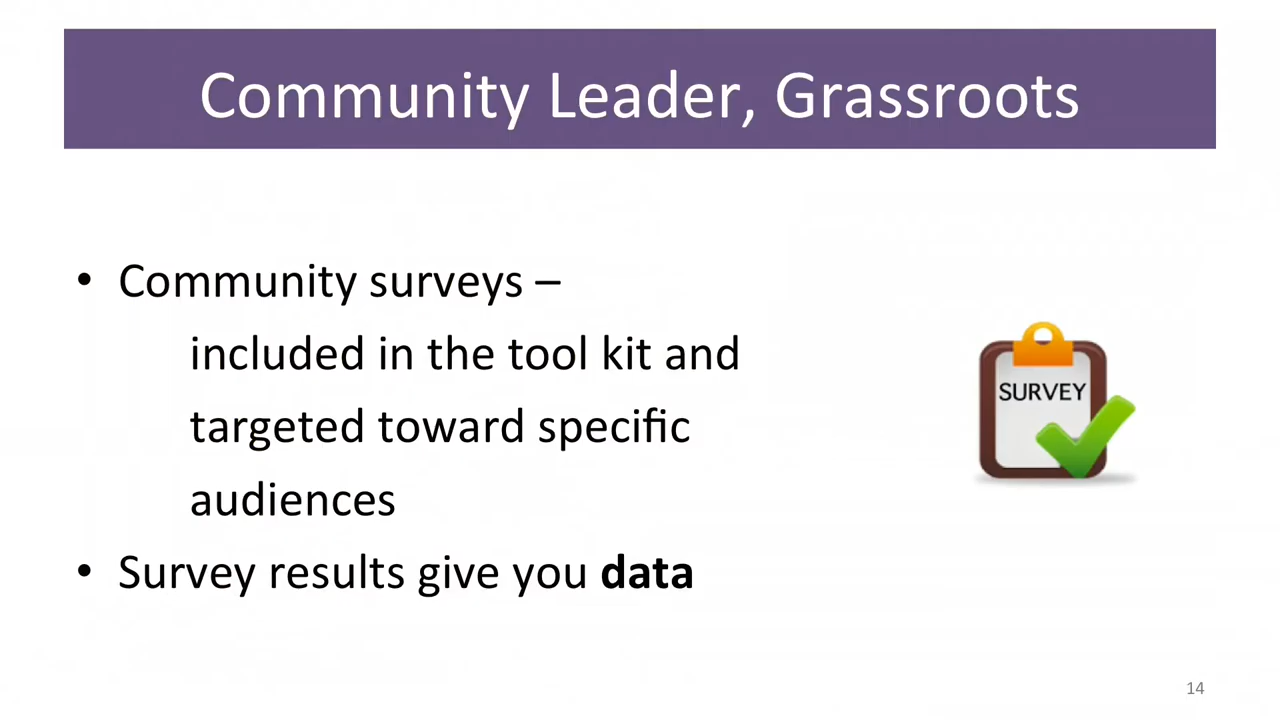 Community Leader, Grassroots
• Community surveys –
included in the tool kit and
targeted toward specific
audiences
SURVEY
• Survey results give you data
14